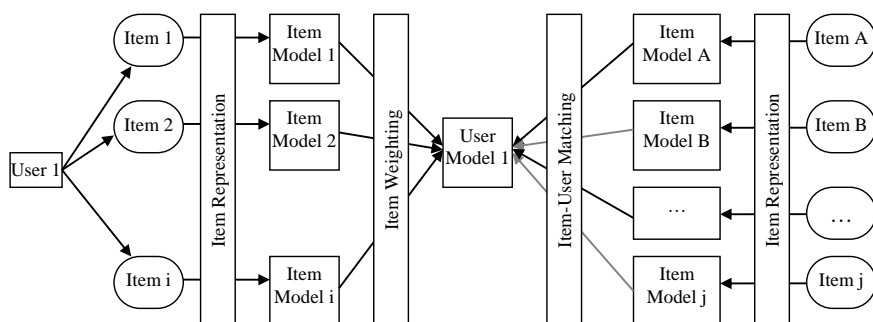 User 1
Item 1
Item 2
Item i
Item Representation
Item
Model 1
Item
Model 2
Item
Model i
Item Weighting
User
Model 1
Item-User Matching
Item
Model A
Item
Model B
…
Item
Model j
Item Representation
Item A
Item B
…
Item j